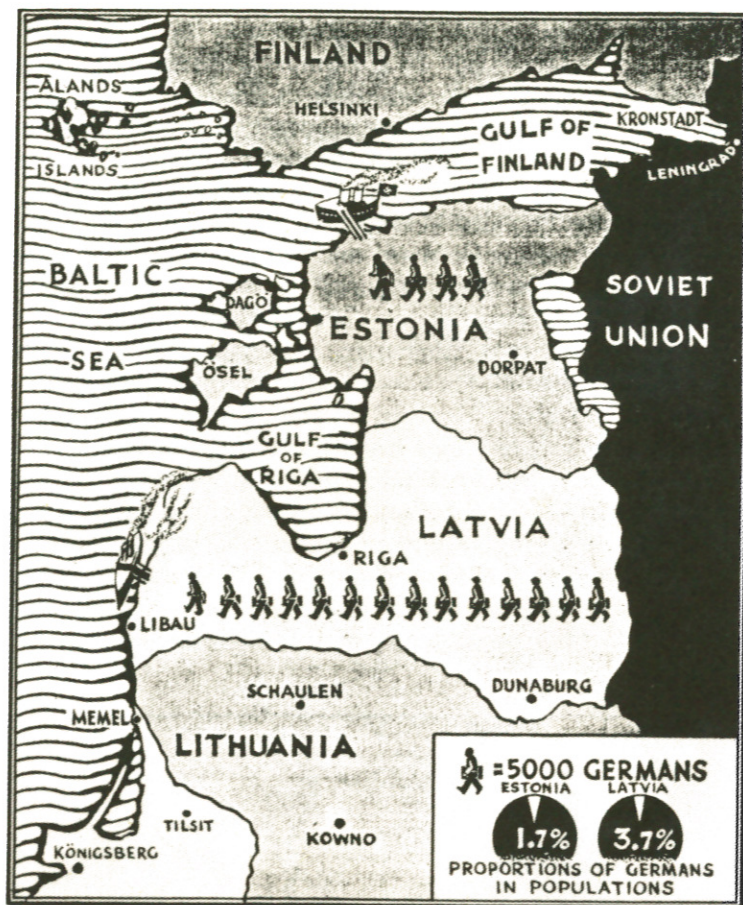 FINLAND
ÅLANDS
ISLANDS
HELSINKI
GULF OF
FINLAND
KRONSTADT
LENINGRAD
BALTIC
SEA
DAGÖ
ÖSEL
ESTONIA
DORPAT
SOVIET
UNION
GULF
OF
RIGA
LATVIA
RIGA
LIBAU
SCHAULEN
DUNABURG
MEMEL
LITHUANIA
TILSIT
KOWNO
KÖNIGSBERG
=5000 GERMANS
ESTONIA LATVIA
1.7% 3.7%
PROPORTIONS OF GERMANS
IN POPULATIONS